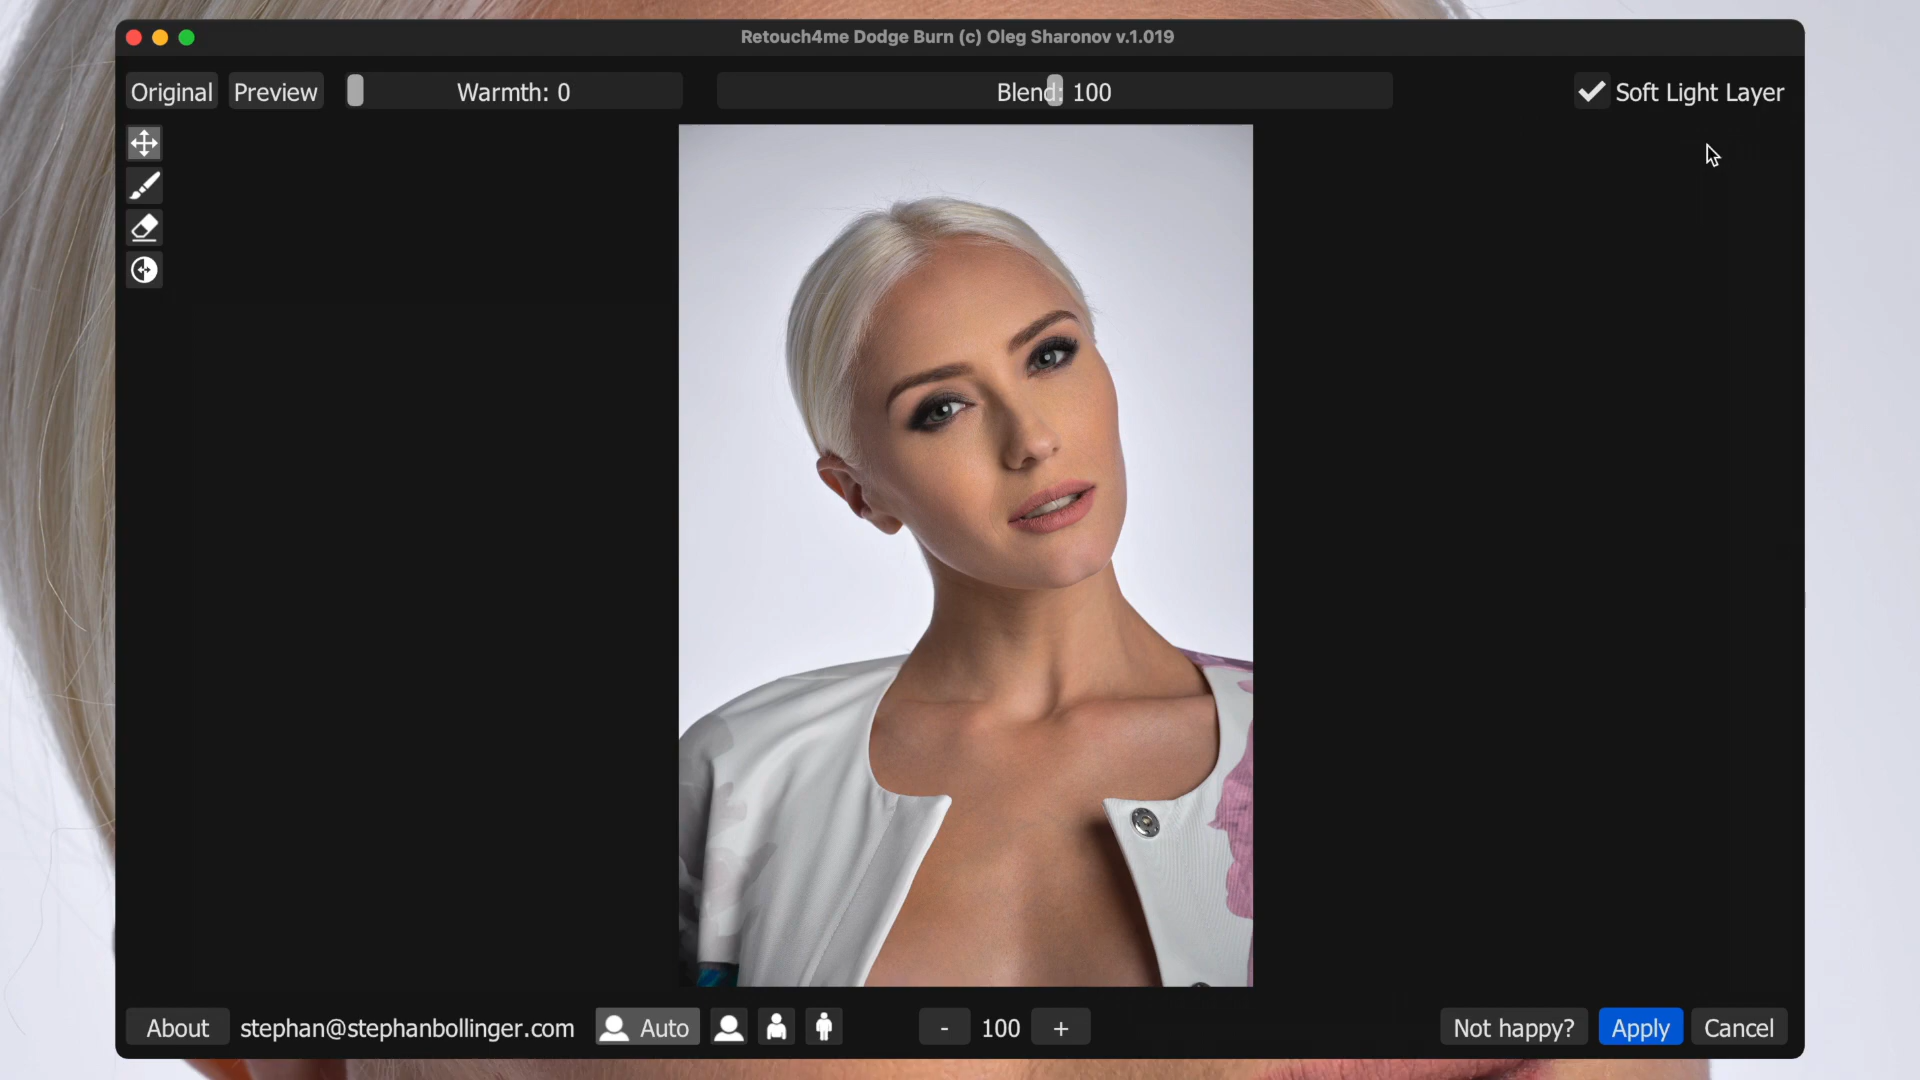 Retouch4me Dodge Burn (c) Oleg Sharonov v.1.019
Original Preview Warmth: 0 Blend: 100 Soft Light Layer
About stephan@stephanbollinger.com Auto - 100 + Not happy? Apply Cancel